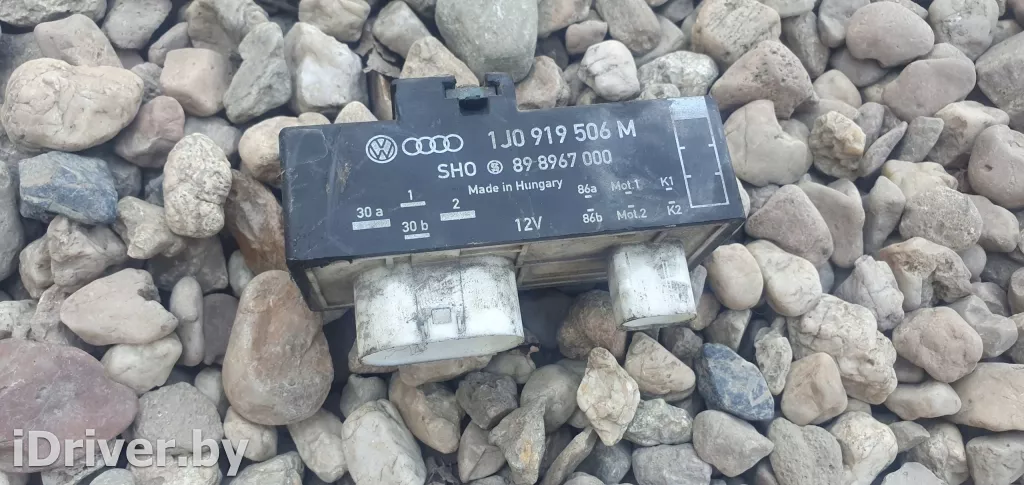 1J0 919 506 M
SHO 89 8967 000
Made in Hungary
1 2 86a Mot.1 K1
30 a 30 b 12V 86b Mot.2 K2
iDriver.by